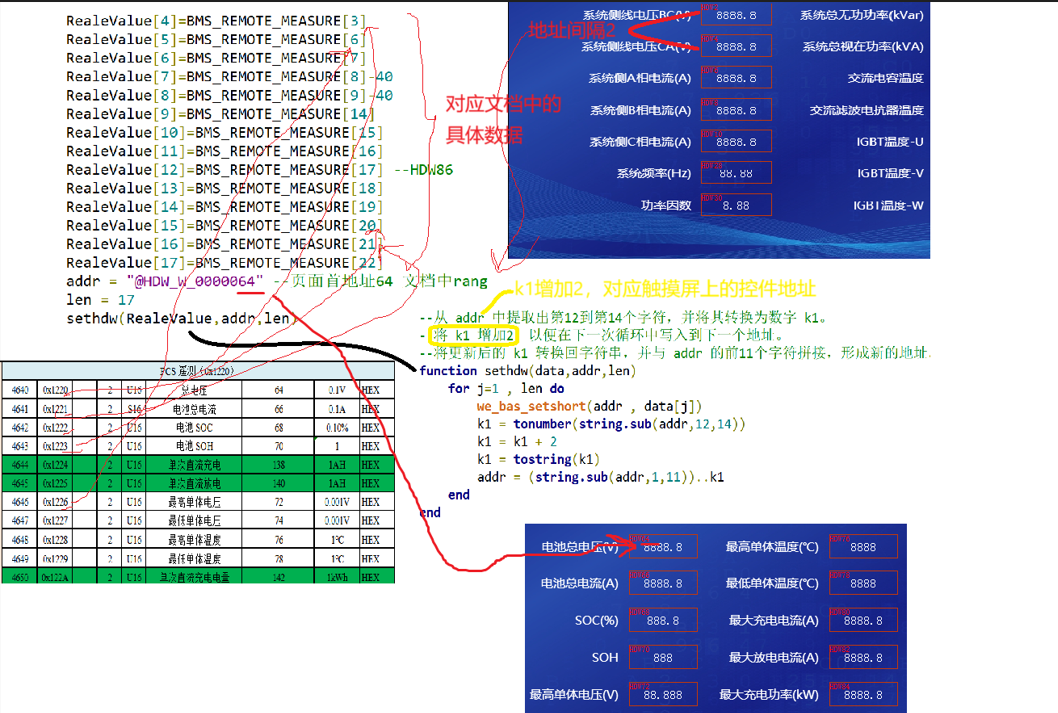 RealeValue[4]=BMS_REMOTE_MEASURE[3]
RealeValue[5]=BMS_REMOTE_MEASURE[6]
RealeValue[6]=BMS_REMOTE_MEASURE[7]
RealeValue[7]=BMS_REMOTE_MEASURE[8]-40
RealeValue[8]=BMS_REMOTE_MEASURE[9]-40
RealeValue[9]=BMS_REMOTE_MEASURE[14]
RealeValue[10]=BMS_REMOTE_MEASURE[15]
RealeValue[11]=BMS_REMOTE_MEASURE[16]
RealeValue[12]=BMS_REMOTE_MEASURE[17] --HDW86
RealeValue[13]=BMS_REMOTE_MEASURE[18]
RealeValue[14]=BMS_REMOTE_MEASURE[19]
RealeValue[15]=BMS_REMOTE_MEASURE[20]
RealeValue[16]=BMS_REMOTE_MEASURE[21]
RealeValue[17]=BMS_REMOTE_MEASURE[22]
addr = "@HDW_W_0000064" --页面首地址64 文档中rang
len = 17
sethdw(RealeValue,addr,len)
对应文档中的
具体数据
地址间隔2
系统侧线电压BC(V) 8888.8 系统总无功功率(kVar)
系统侧线电压CA(V) 8888.8 系统总视在功率(kVA)
系统侧A相电流(A) 8888.8 交流电容温度
系统侧B相电流(A) 8888.8 交流滤波电抗器温度
系统侧C相电流(A) 8888.8 IGBT温度-U
系统频率(Hz) 88.88 IGBT温度-V
功率因数 8.88 IGBT温度-W
k1增加2，对应触摸屏上的控件地址
--从 addr 中提取出第12到第14个字符，并将其转换为数字 k1。
-将 k1 增加2 以便在下一次循环中写入到下一个地址。
--将更新后的 k1 转换回字符串，并与 addr 的前11个字符拼接，形成新的地址.
function sethdw(data,addr,len)
for j=1 , len do
we_bas_setshort(addr , data[j])
k1 = tonumber(string.sub(addr,12,14))
k1 = k1 + 2
k1 = tostring(k1)
addr = (string.sub(addr,1,11))..k1
end
end
PCS 遥测（0x1220）
4640 0x1220 2 U16 总电压 64 0.1V HEX
4641 0x1221 2 S16 电池总电流 66 0.1A HEX
4642 0x1222 2 U16 电池 SOC 68 0.10% HEX
4643 0x1223 2 U16 电池 SOH 70 1 HEX
4644 0x1224 2 U16 单次直流充电 138 1AH HEX
4645 0x1225 2 U16 单次直流放电 140 1AH HEX
4646 0x1226 2 U16 最高单体电压 72 0.001V HEX
4647 0x1227 2 U16 最低单体电压 74 0.001V HEX
4648 0x1228 2 U16 最高单体温度 76 1℃ HEX
4649 0x1229 2 U16 最低单体温度 78 1℃ HEX
4650 0x122A 2 U16 单次直流充电电量 142 1kWh HEX
电池总电压(V) 8888.8 最高单体温度(℃) 8888
电池总电流(A) 8888.8 最低单体温度(℃) 8888
SOC(%) 888.8 最大充电电流(A) 8888.8
SOH 888 最大放电电流(A) 8888.8
最高单体电压(V) 88.888 最大充电功率(kW) 8888.8